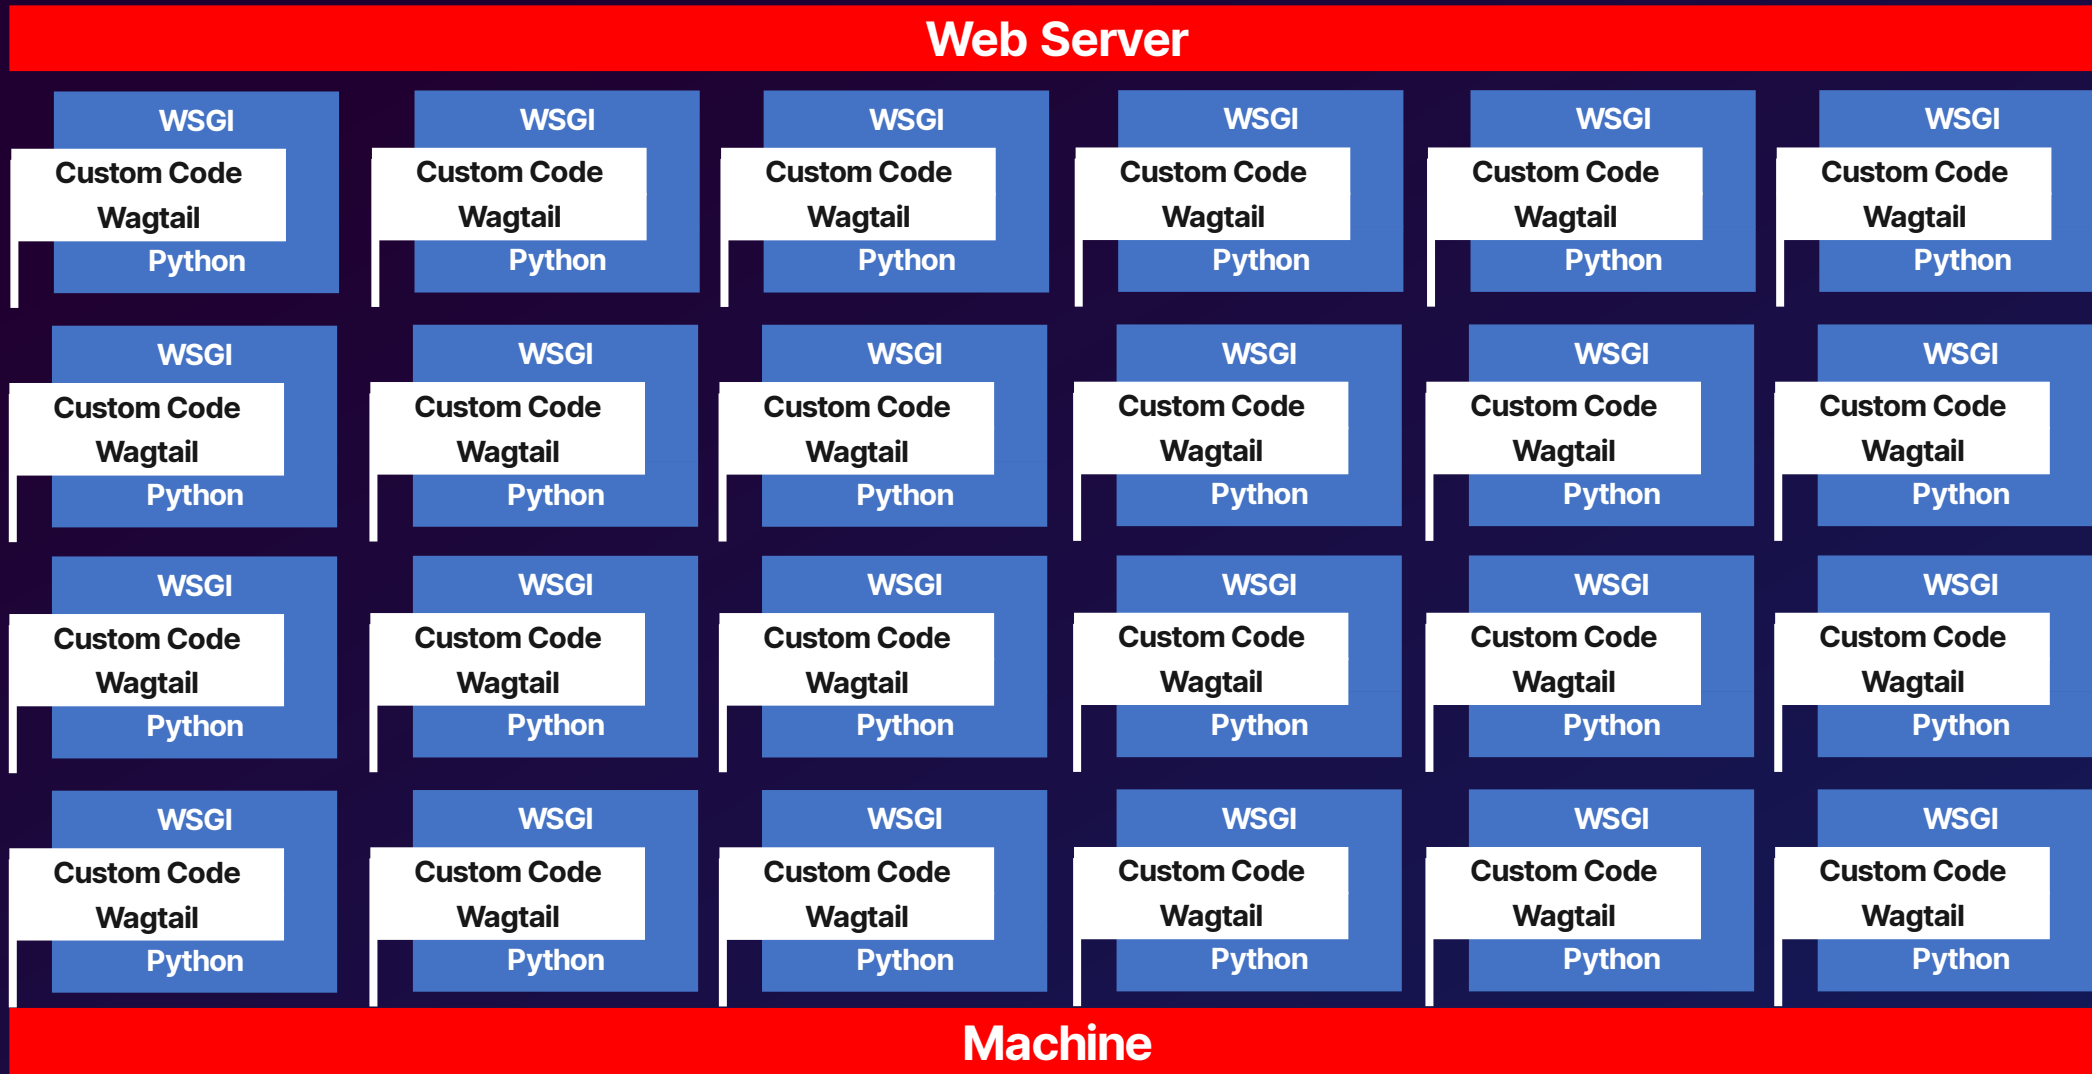 Web Server
WSGI WSGI WSGI WSGI WSGI WSGI
Custom Code Custom Code Custom Code Custom Code Custom Code Custom Code
Wagtail Wagtail Wagtail Wagtail Wagtail Wagtail
Python Python Python Python Python Python
WSGI WSGI WSGI WSGI WSGI WSGI
Custom Code Custom Code Custom Code Custom Code Custom Code Custom Code
Wagtail Wagtail Wagtail Wagtail Wagtail Wagtail
Python Python Python Python Python Python
WSGI WSGI WSGI WSGI WSGI WSGI
Custom Code Custom Code Custom Code Custom Code Custom Code Custom Code
Wagtail Wagtail Wagtail Wagtail Wagtail Wagtail
Python Python Python Python Python Python
WSGI WSGI WSGI WSGI WSGI WSGI
Custom Code Custom Code Custom Code Custom Code Custom Code Custom Code
Wagtail Wagtail Wagtail Wagtail Wagtail Wagtail
Python Python Python Python Python Python
Machine